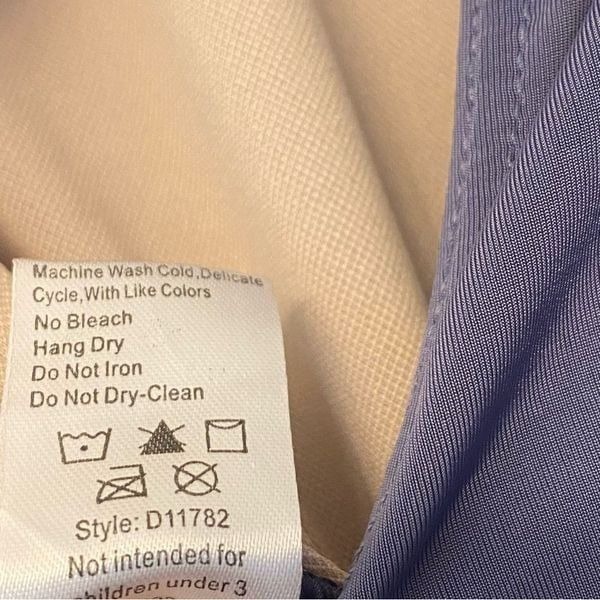 Machine Wash Cold,Delicate
Cycle,With Like Colors
No Bleach
Hang Dry
Do Not Iron
Do Not Dry-Clean
Style: D11782
Not intended for
children under 3